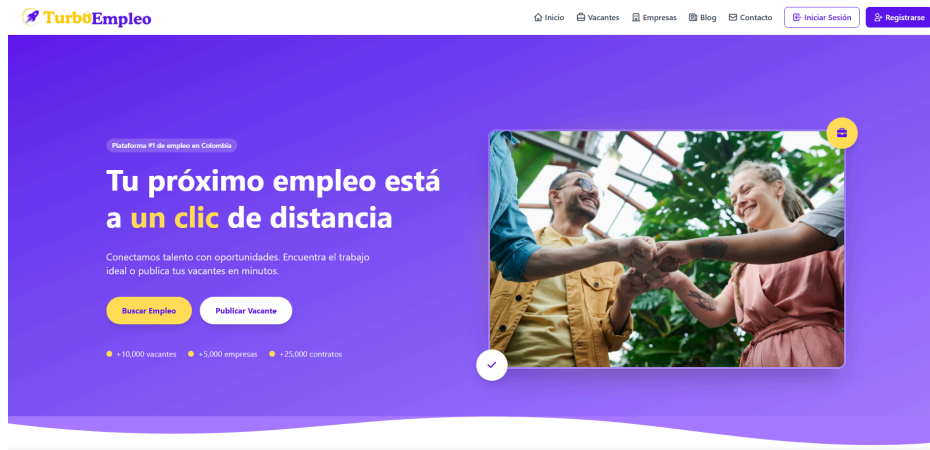 TurboEmpleo
Inicio
Vacantes
Empresas
Blog
Contacto
Iniciar Sesión
Registrarse
Plataforma #1 de empleo en Colombia
Tu próximo empleo está
a un clic de distancia
Conectamos talento con oportunidades. Encuentra el trabajo
ideal o publica tus vacantes en minutos.
Buscar Empleo
Publicar Vacante
+10,000 vacantes
+5,000 empresas
+25,000 contratos